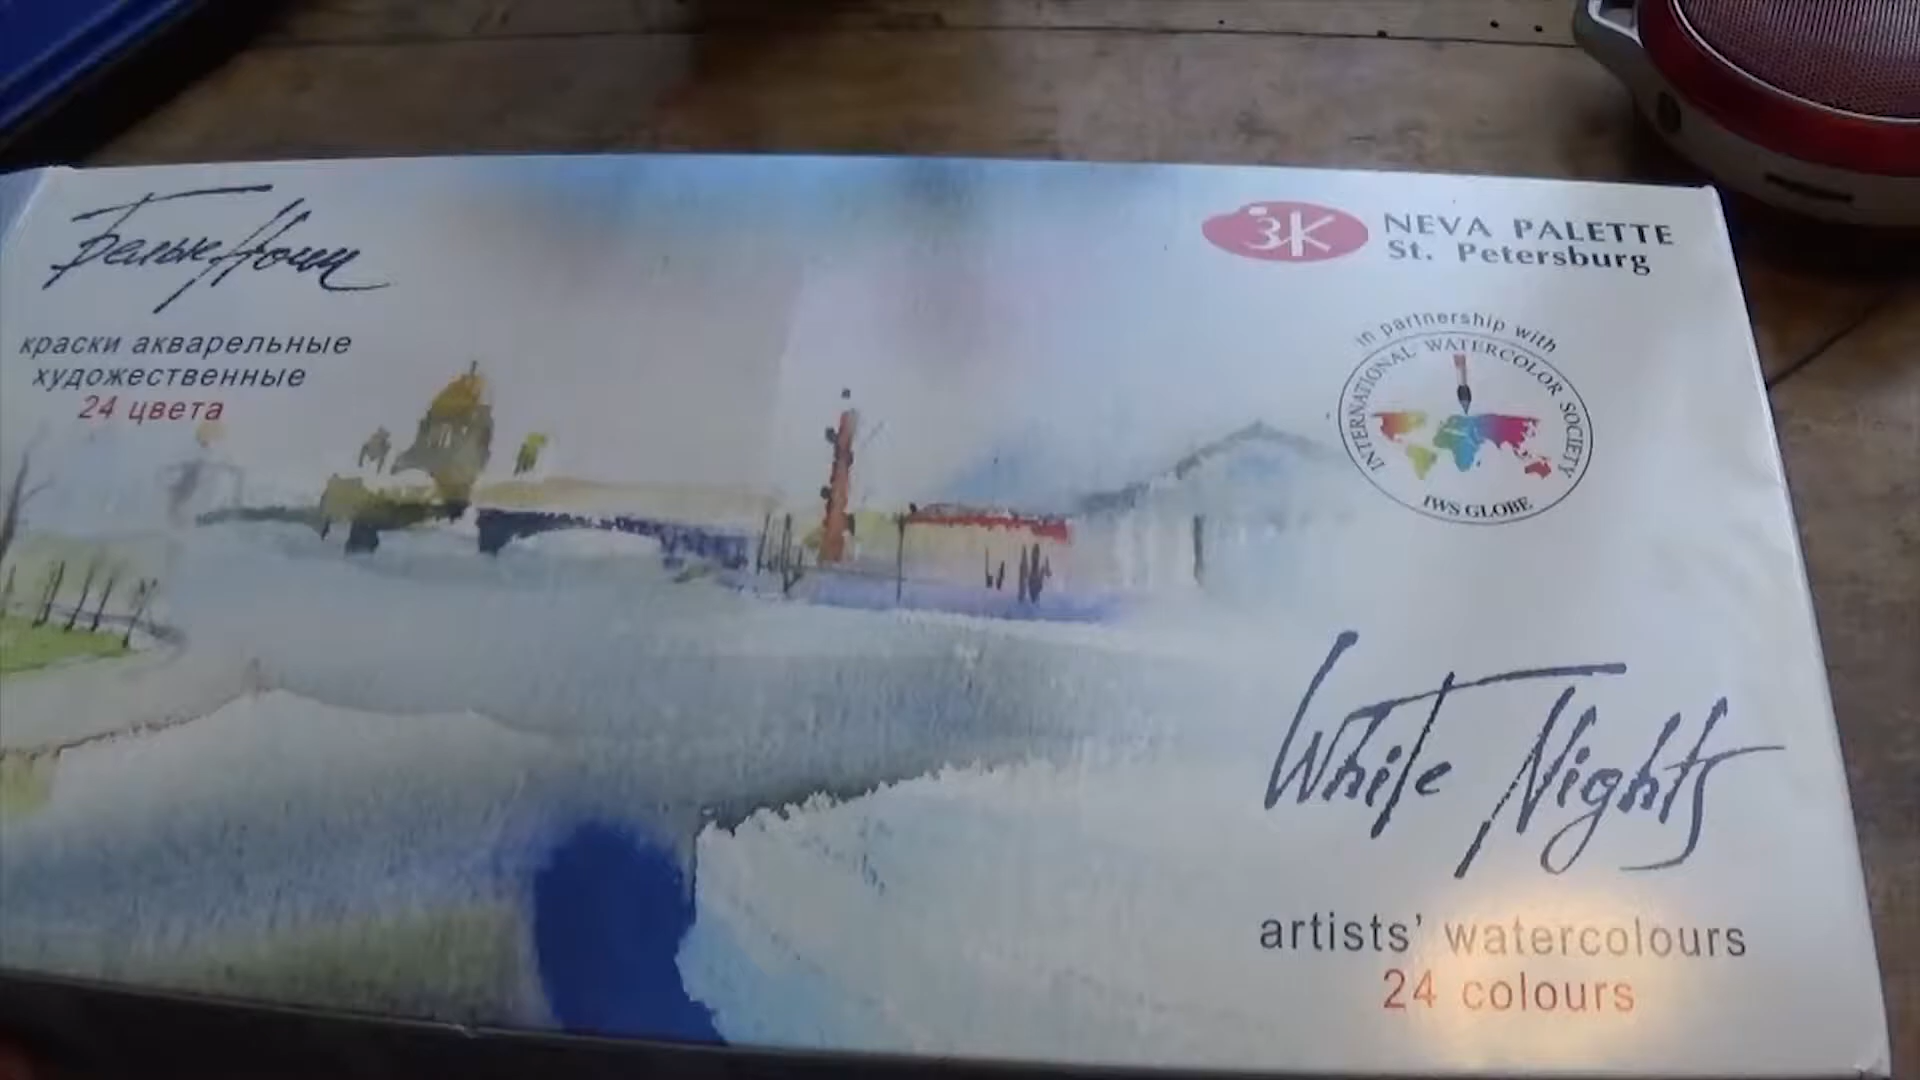 Белые Ночи
краски акварельные
художественные
24 цвета
ЗК
NEVA PALETTE
St. Petersburg
in partnership with
INTERNATIONAL WATERCOLOR SOCIETY
IWS GLOBE
White Nights
artists' watercolours
24 colours